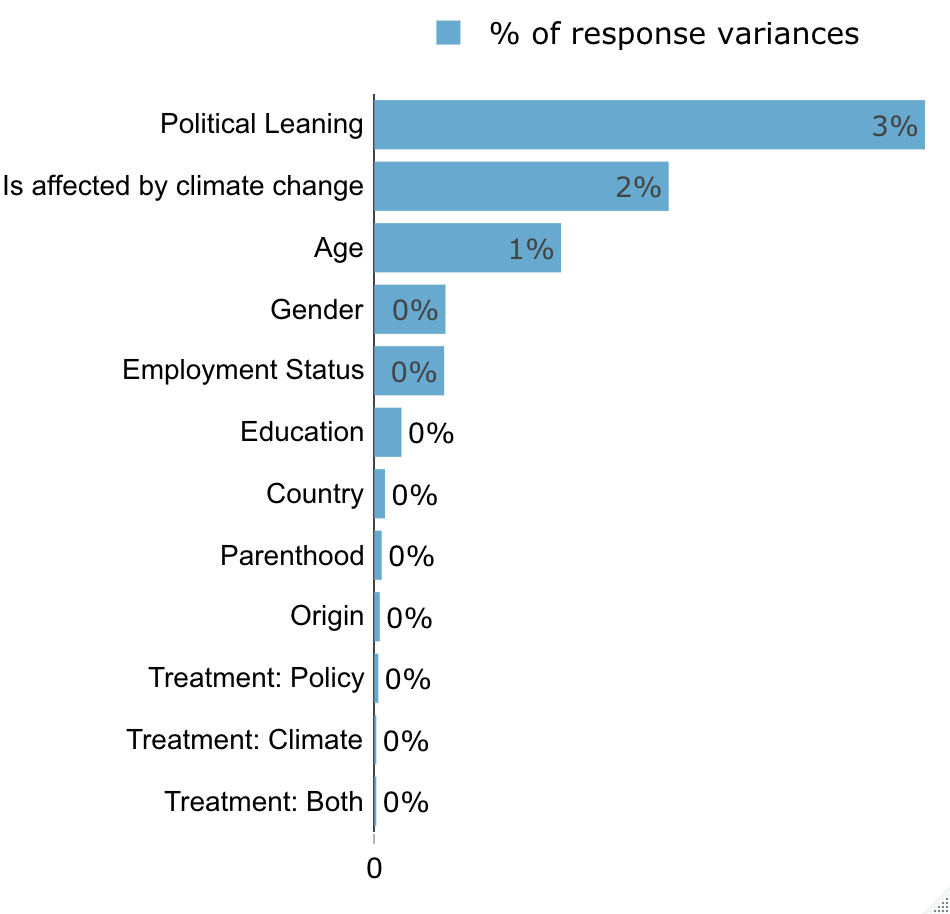 % of response variances
Political Leaning 3%
Is affected by climate change 2%
Age 1%
Gender 0%
Employment Status 0%
Education 0%
Country 0%
Parenthood 0%
Origin 0%
Treatment: Policy 0%
Treatment: Climate 0%
Treatment: Both 0%
0